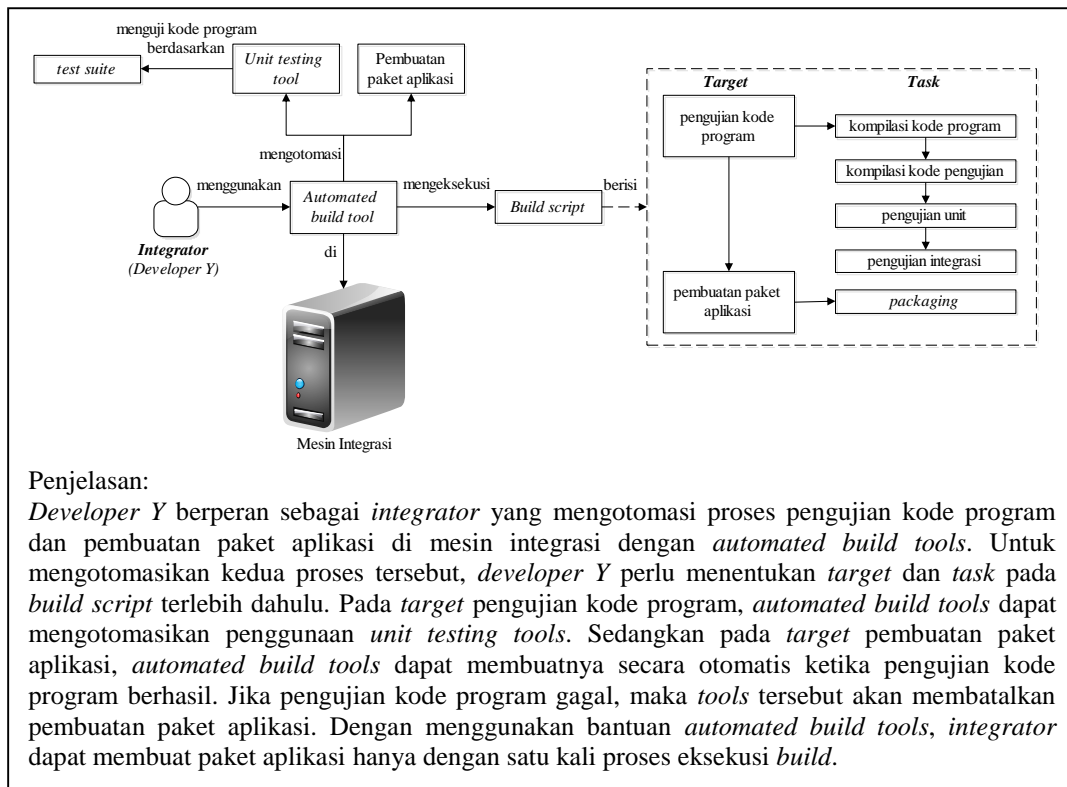 menguji kode program
berdasarkan
test suite
Unit testing
tool
Pembuatan
paket aplikasi
mengotomasi
menggunakan
Automated
build tool
mengeksekusi
Build script
berisi
Integrator
(Developer Y)
di
Mesin Integrasi
Target
Task
pengujian kode
program
kompilasi kode program
kompilasi kode pengujian
pengujian unit
pengujian integrasi
pembuatan paket
aplikasi
packaging
Penjelasan:
Developer Y berperan sebagai integrator yang mengotomasi proses pengujian kode program
dan pembuatan paket aplikasi di mesin integrasi dengan automated build tools. Untuk
mengotomasikan kedua proses tersebut, developer Y perlu menentukan target dan task pada
build script terlebih dahulu. Pada target pengujian kode program, automated build tools dapat
mengotomasikan penggunaan unit testing tools. Sedangkan pada target pembuatan paket
aplikasi, automated build tools dapat membuatnya secara otomatis ketika pengujian kode
program berhasil. Jika pengujian kode program gagal, maka tools tersebut akan membatalkan
pembuatan paket aplikasi. Dengan menggunakan bantuan automated build tools, integrator
dapat membuat paket aplikasi hanya dengan satu kali proses eksekusi build.